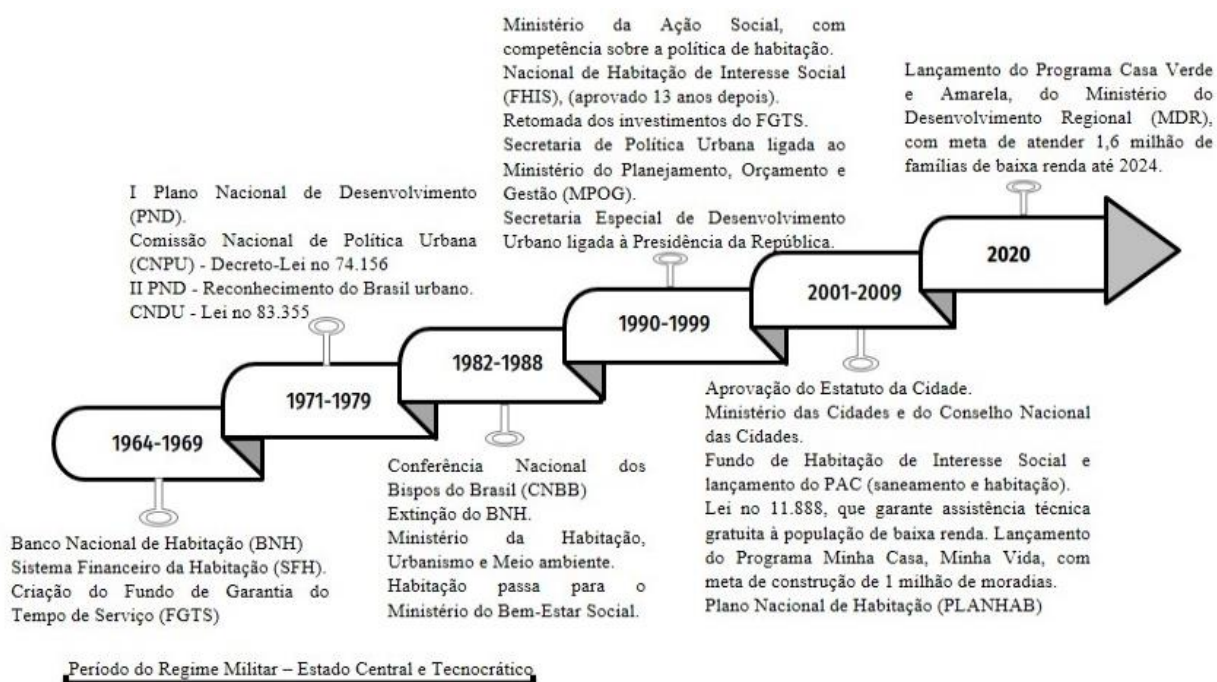 1964-1969
Banco Nacional de Habitação (BNH)
Sistema Financeiro da Habitação (SFH).
Criação do Fundo de Garantia do
Tempo de Serviço (FGTS)
I Plano Nacional de Desenvolvimento
(PND).
Comissão Nacional de Política Urbana
(CNPU) - Decreto-Lei no 74.156
II PND - Reconhecimento do Brasil urbano.
CNDU - Lei no 83.355
1971-1979
1982-1988
Conferência Nacional dos
Bispos do Brasil (CNBB)
Extinção do BNH.
Ministério da Habitação,
Urbanismo e Meio ambiente.
Habitação passa para o
Ministério do Bem-Estar Social.
Ministério da Ação Social, com
competência sobre a política de habitação.
Nacional de Habitação de Interesse Social
(FHIS), (aprovado 13 anos depois).
Retomada dos investimentos do FGTS.
Secretaria de Política Urbana ligada ao
Ministério do Planejamento, Orçamento e
Gestão (MPOG).
Secretaria Especial de Desenvolvimento
Urbano ligada à Presidência da República.
1990-1999
2001-2009
Aprovação do Estatuto da Cidade.
Ministério das Cidades e do Conselho Nacional
das Cidades.
Fundo de Habitação de Interesse Social e
lançamento do PAC (saneamento e habitação).
Lei no 11.888, que garante assistência técnica
gratuita à população de baixa renda. Lançamento
do Programa Minha Casa, Minha Vida, com
meta de construção de 1 milhão de moradias.
Plano Nacional de Habitação (PLANHAB)
Lançamento do Programa Casa Verde
e Amarela, do Ministério do
Desenvolvimento Regional (MDR),
com meta de atender 1,6 milhão de
famílias de baixa renda até 2024.
2020
Período do Regime Militar – Estado Central e Tecnocrático